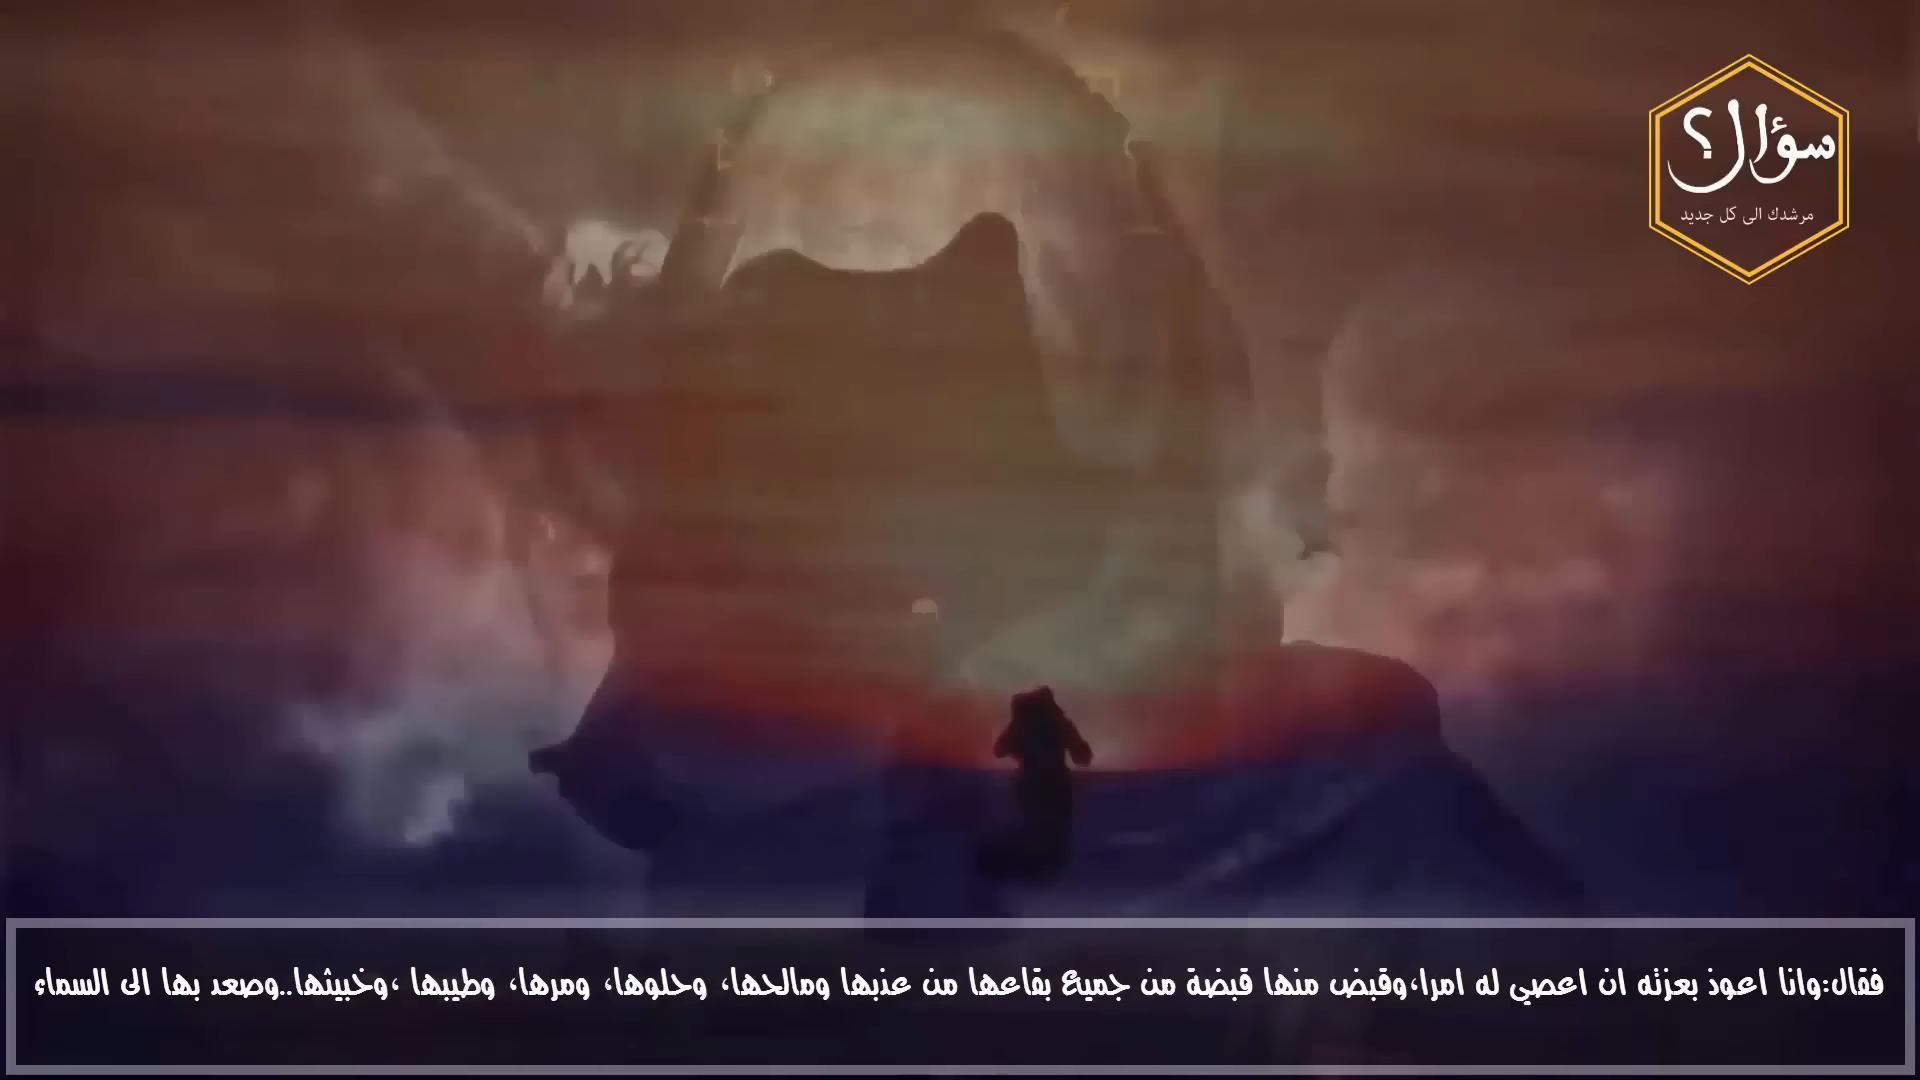 سؤال؟
مرشدك الى كل جديد
فقال:وانا اعوذ بعزته ان اعصي له امرا،وقبض منها قبضة من جميع بقاعها من عذبها ومالحها، وحلوها، ومرها، وطيبها ،وخبيثها..وصعد بها الى السماء